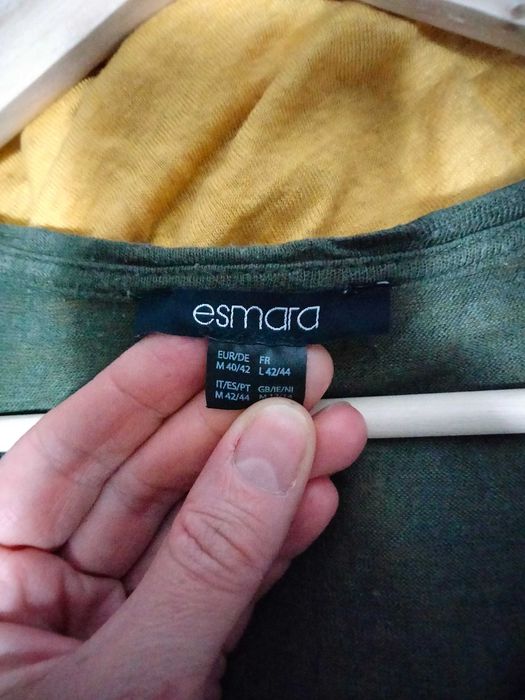 esmara
EUR/DE FR
M 40/42 L 42/44
IT/ES/PT GB/IE/NI
M 42/44